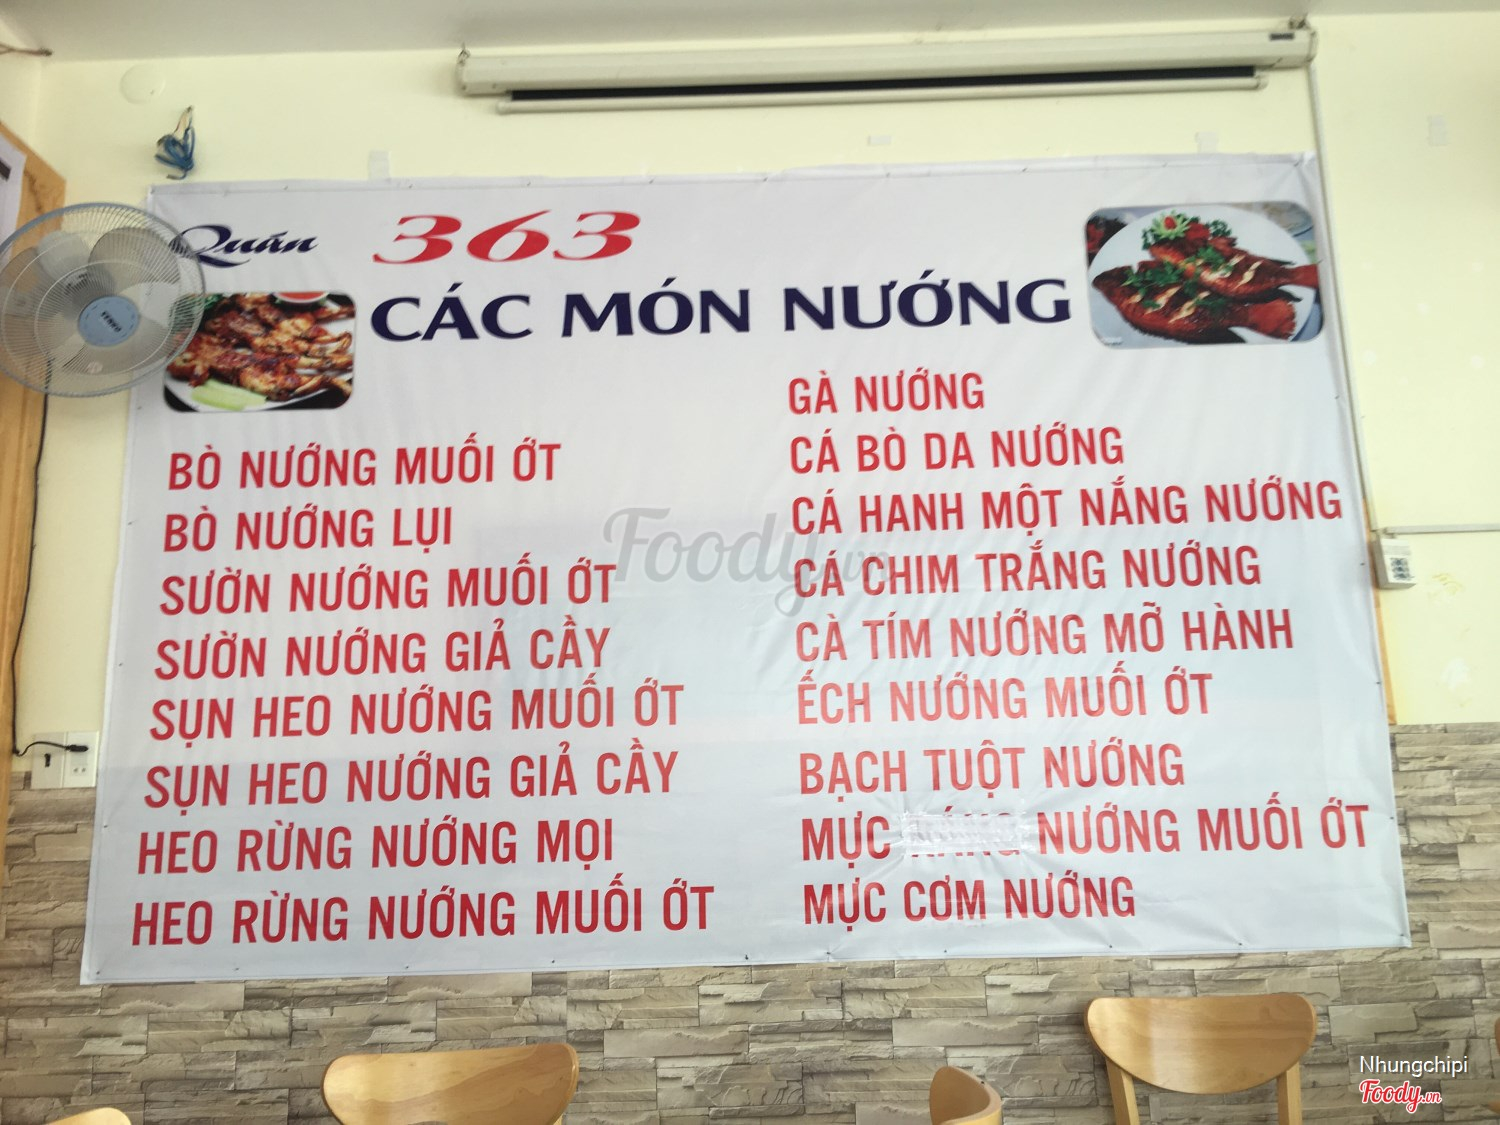 Quán 363
CÁC MÓN NƯỚNG
BÒ NƯỚNG MUỐI ỚT
BÒ NƯỚNG LỤI
SƯỜN NƯỚNG MUỐI ỚT
SƯỜN NƯỚNG GIẢ CẦY
SỤN HEO NƯỚNG MUỐI ỚT
SỤN HEO NƯỚNG GIẢ CẦY
HEO RỪNG NƯỚNG MỌI
HEO RỪNG NƯỚNG MUỐI ỚT
GÀ NƯỚNG
CÁ BÒ DA NƯỚNG
CÁ HANH MỘT NẮNG NƯỚNG
CÁ CHIM TRẮNG NƯỚNG
CÀ TÍM NƯỚNG MỠ HÀNH
ẾCH NƯỚNG MUỐI ỚT
BẠCH TUỘT NƯỚNG
MỰC NƯỚNG MUỐI ỚT
MỰC CƠM NƯỚNG
Foody.vn
Nhungchipi
Foody.vn